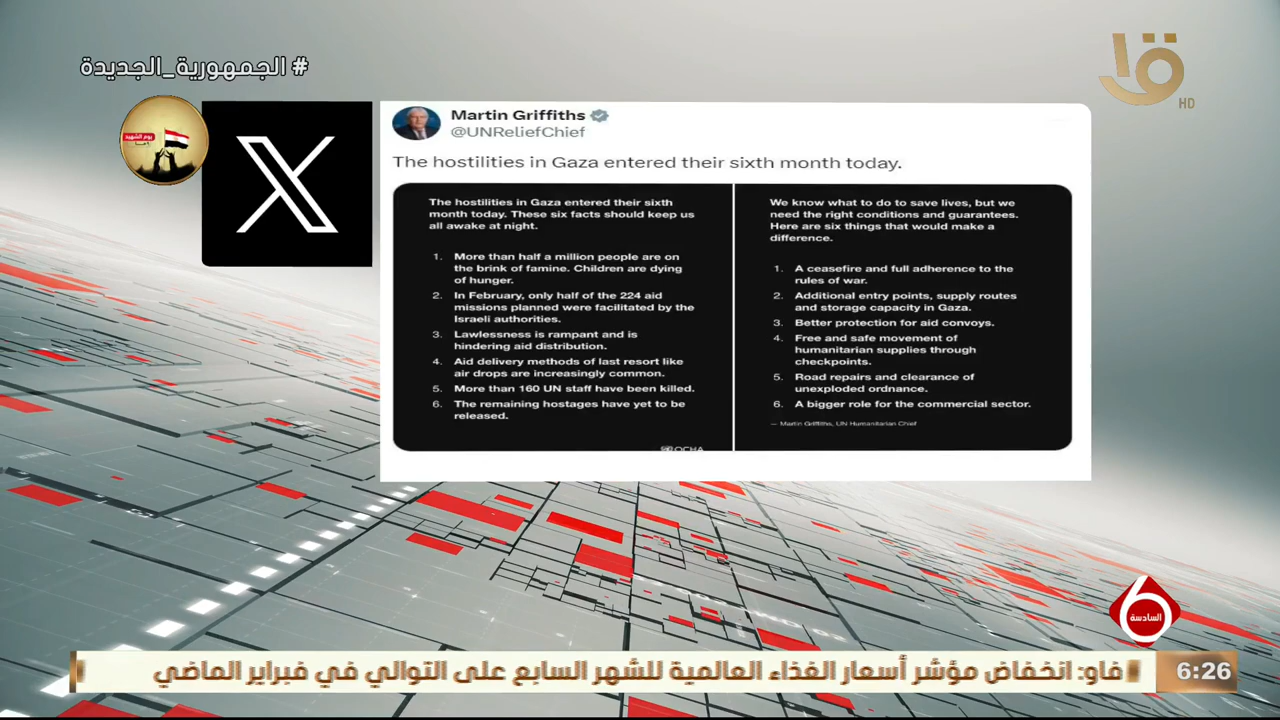 # الجمهورية_الجديدة
HD
يوم الشهيد
X
Martin Griffiths
@UNReliefChief
The hostilities in Gaza entered their sixth month today.
The hostilities in Gaza entered their sixth
month today. These six facts should keep us
all awake at night.
1. More than half a million people are on
the brink of famine. Children are dying
of hunger.
2. In February, only half of the 224 aid
missions planned were facilitated by the
Israeli authorities.
3. Lawlessness is rampant and is
hindering aid distribution.
4. Aid delivery methods of last resort like
air drops are increasingly common.
5. More than 160 UN staff have been killed.
6. The remaining hostages have yet to be
released.
OCHA
We know what to do to save lives, but we
need the right conditions and guarantees.
Here are six things that would make a
difference.
1. A ceasefire and full adherence to the
rules of war.
2. Additional entry points, supply routes
and storage capacity in Gaza.
3. Better protection for aid convoys.
4. Free and safe movement of
humanitarian supplies through
checkpoints.
5. Road repairs and clearance of
unexploded ordnance.
6. A bigger role for the commercial sector.
— Martin Griffiths, UN Humanitarian Chief
السادسة
فاو: انخفاض مؤشر أسعار الغذاء العالمية للشهر السابع على التوالي في فبراير الماضي
6:26